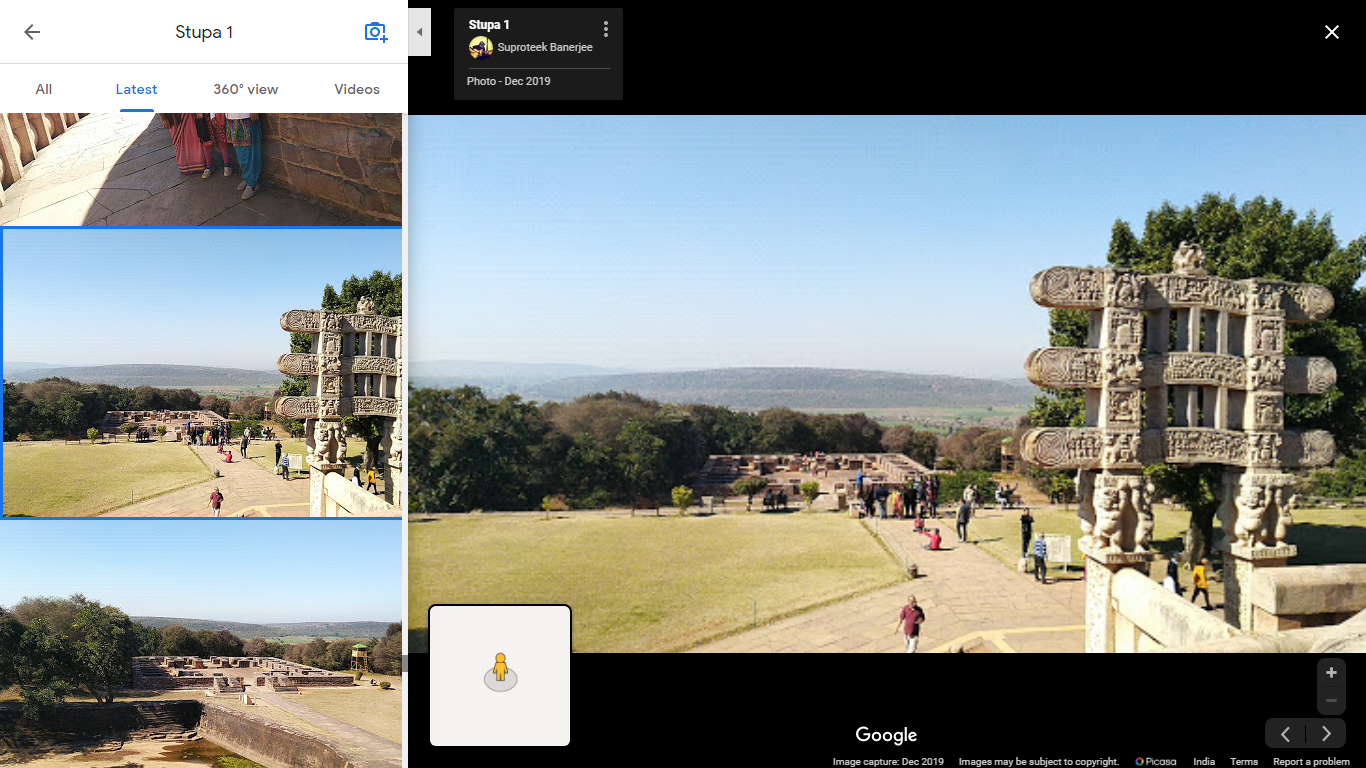 Stupa 1
All
Latest
360° view
Videos
Stupa 1
Suproteek Banerjee
Photo - Dec 2019
Google
Image capture: Dec 2019 Images may be subject to copyright. Picasa India Terms Report a problem